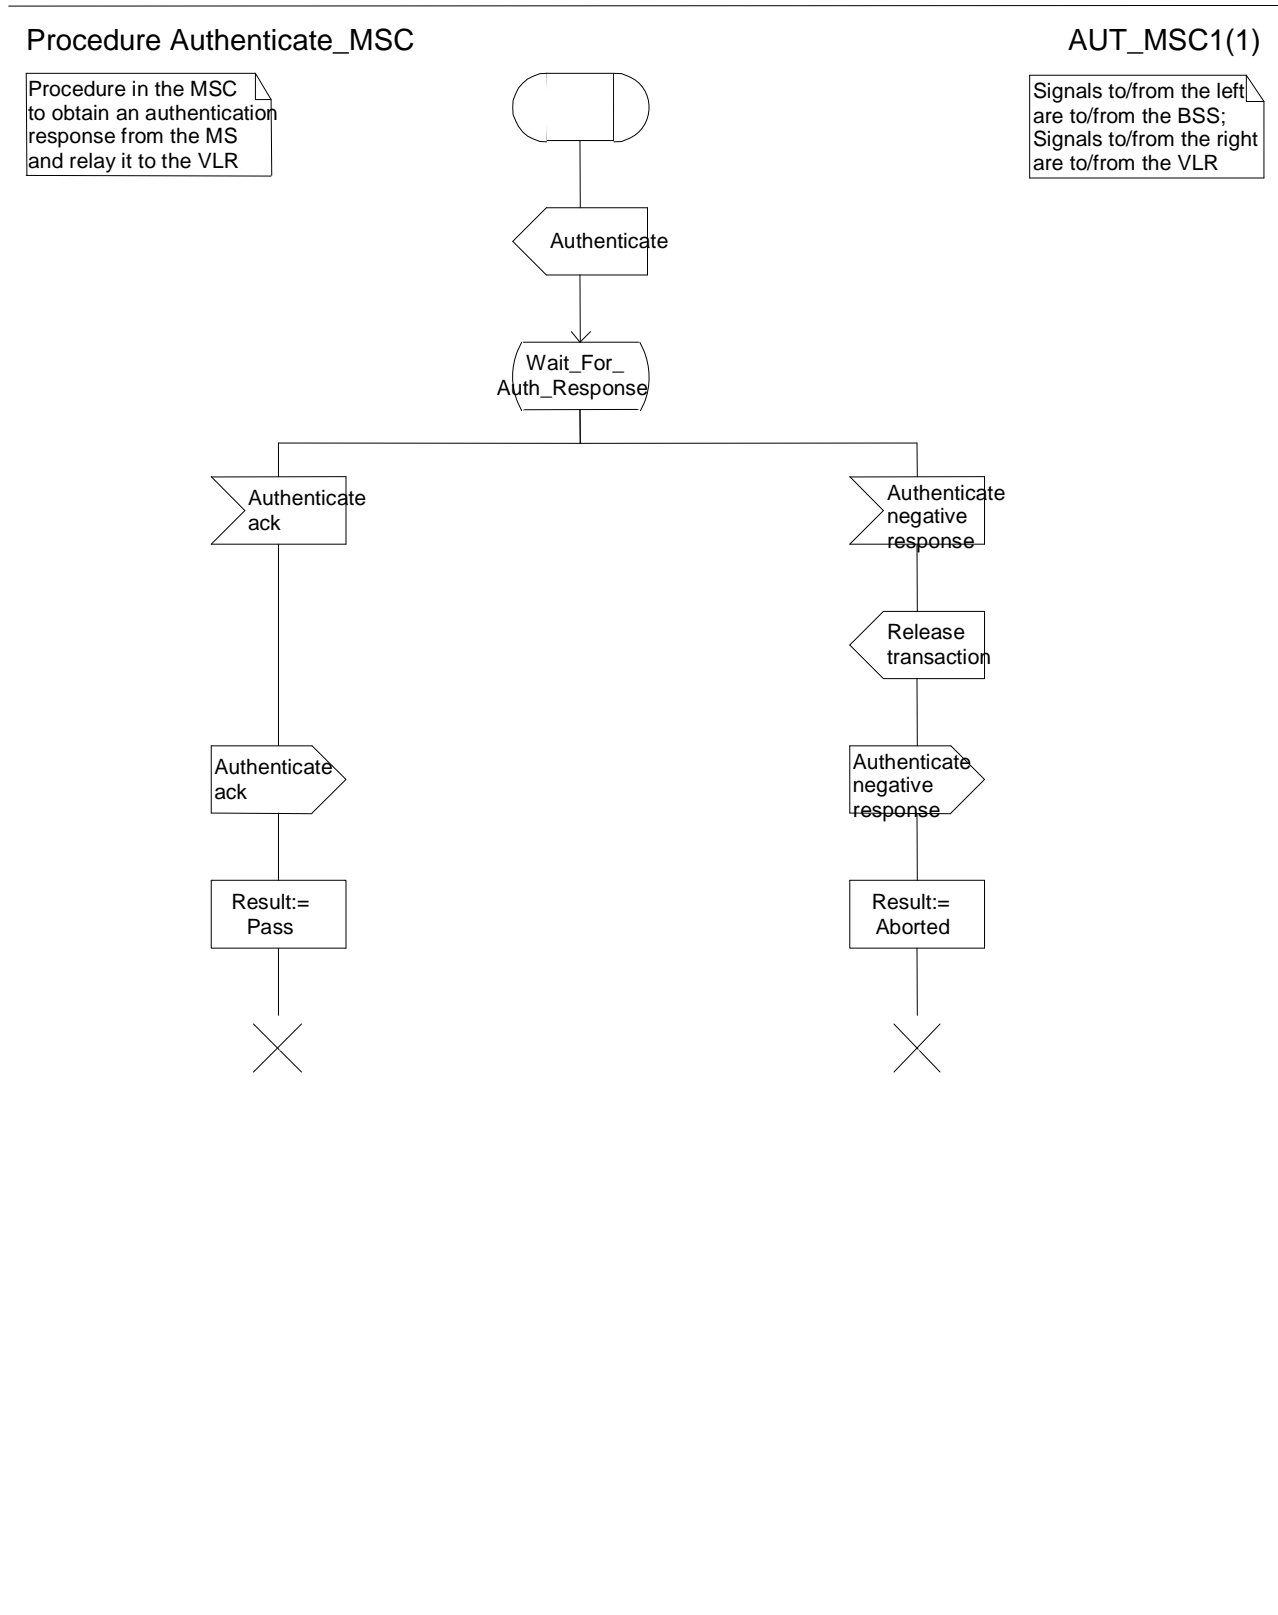 Procedure Authenticate_MSC
AUT_MSC1(1)
Procedure in the MSC
to obtain an authentication
response from the MS
and relay it to the VLR
Signals to/from the left
are to/from the BSS;
Signals to/from the right
are to/from the VLR
Authenticate
Wait_For_
Auth_Response
Authenticate
ack
Authenticate
negative
response
Release
transaction
Authenticate
ack
Authenticate
negative
response
Result:=
Pass
Result:=
Aborted